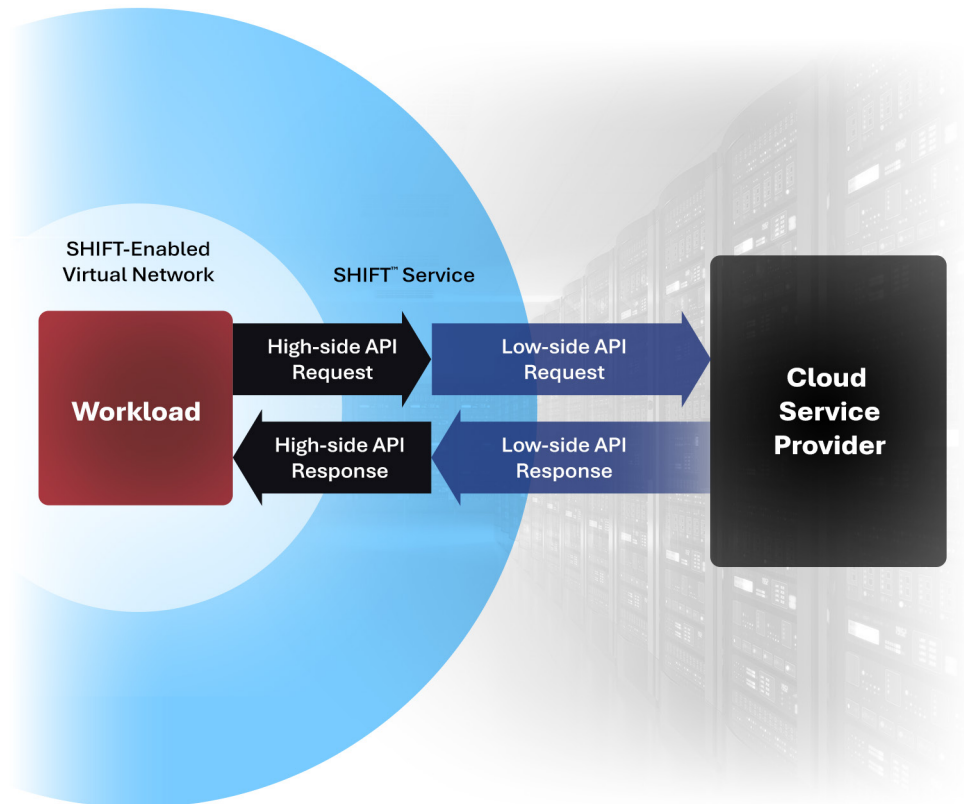 SHIFT-Enabled
Virtual Network
SHIFT™ Service
High-side API
Request
Low-side API
Request
Workload
Cloud
Service
Provider
High-side API
Response
Low-side API
Response